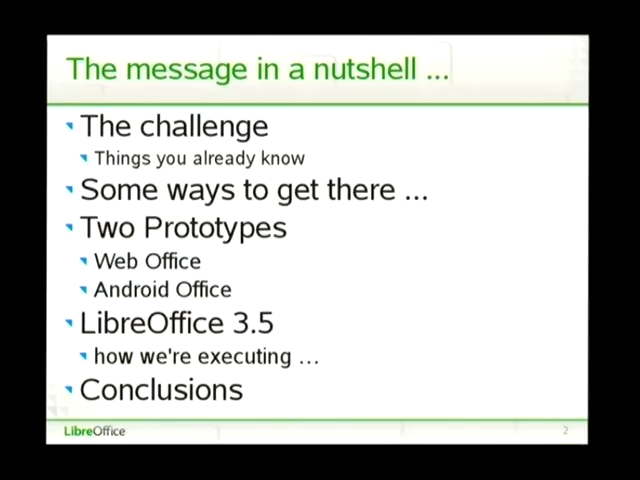 The message in a nutshell ...
The challenge
Things you already know
Some ways to get there ...
Two Prototypes
Web Office
Android Office
LibreOffice 3.5
how we're executing ...
Conclusions
LibreOffice
2